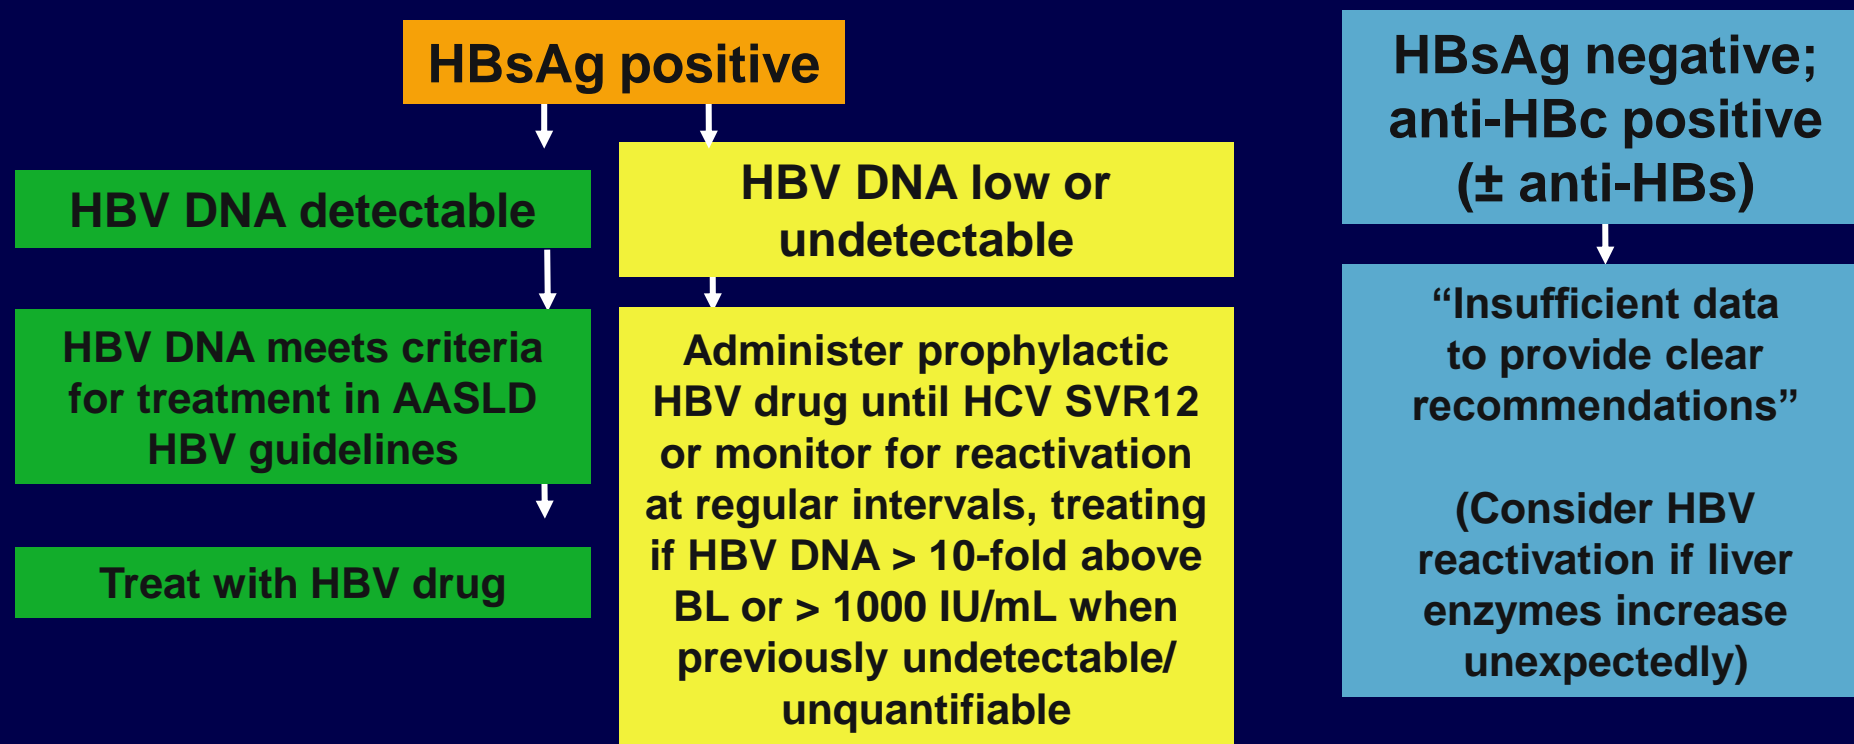 HBsAg positive
HBV DNA detectable
HBV DNA meets criteria
for treatment in AASLD
HBV guidelines
Treat with HBV drug
HBV DNA low or
undetectable
Administer prophylactic
HBV drug until HCV SVR12
or monitor for reactivation
at regular intervals, treating
if HBV DNA > 10-fold above
BL or > 1000 IU/mL when
previously undetectable/
unquantifiable
HBsAg negative;
anti-HBc positive
(± anti-HBs)
“Insufficient data
to provide clear
recommendations”
(Consider HBV
reactivation if liver
enzymes increase
unexpectedly)